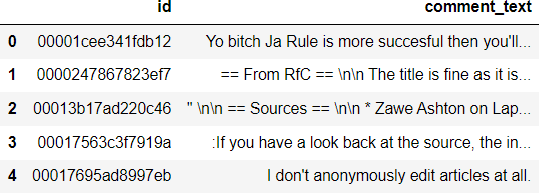 id comment_text
0 00001cee341fdb12 Yo bitch Ja Rule is more succesful then you'll...
1 0000247867823ef7 == From RfC == \n\n The title is fine as it is...
2 00013b17ad220c46 " \n\n == Sources == \n\n * Zawe Ashton on Lap...
3 00017563c3f7919a :If you have a look back at the source, the in...
4 00017695ad8997eb I don't anonymously edit articles at all.